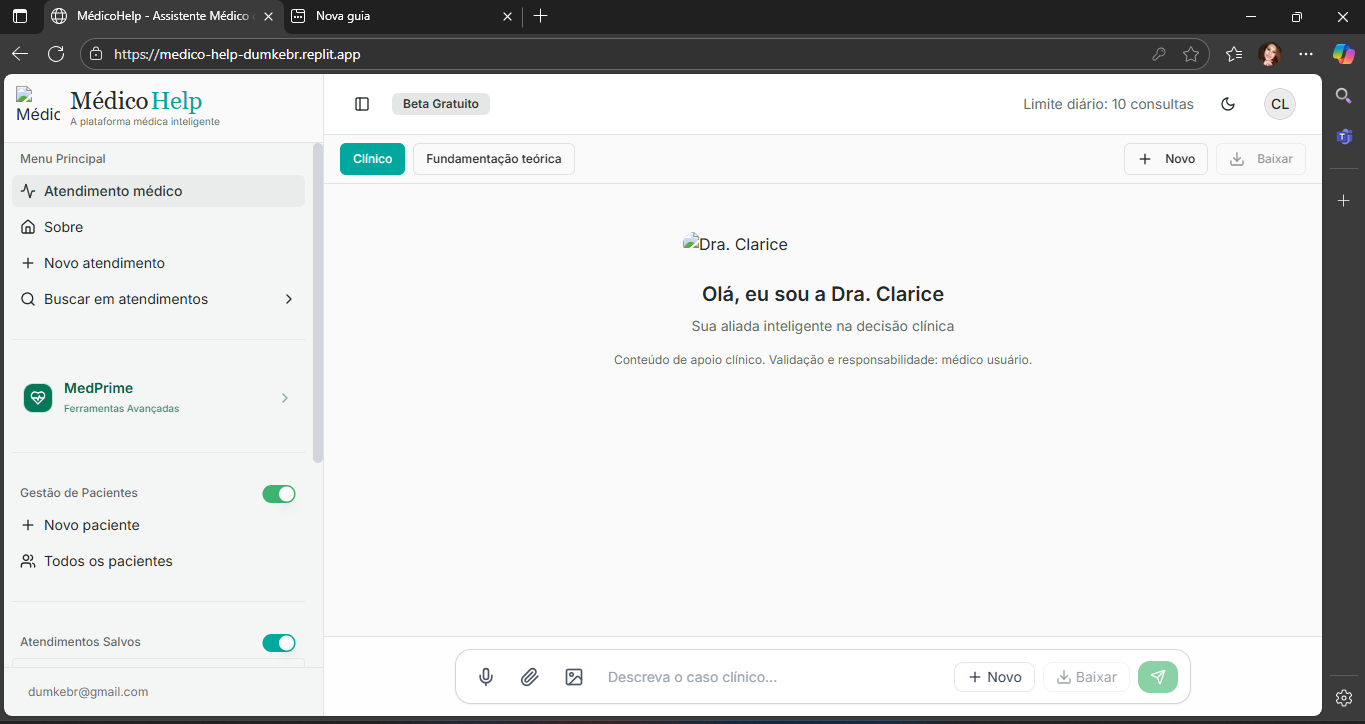 MédicoHelp - Assistente Médico
Nova guia
https://medico-help-dumkebr.replit.app
Médic
MédicoHelp
A plataforma médica inteligente
Menu Principal
Atendimento médico
Sobre
Novo atendimento
Buscar em atendimentos
MedPrime
Ferramentas Avançadas
Gestão de Pacientes
Novo paciente
Todos os pacientes
Atendimentos Salvos
dumkebr@gmail.com
Beta Gratuito
Limite diário: 10 consultas
CL
Clínico
Fundamentação teórica
Novo
Baixar
Dra. Clarice
Olá, eu sou a Dra. Clarice
Sua aliada inteligente na decisão clínica
Conteúdo de apoio clínico. Validação e responsabilidade: médico usuário.
Descreva o caso clínico...
Novo
Baixar